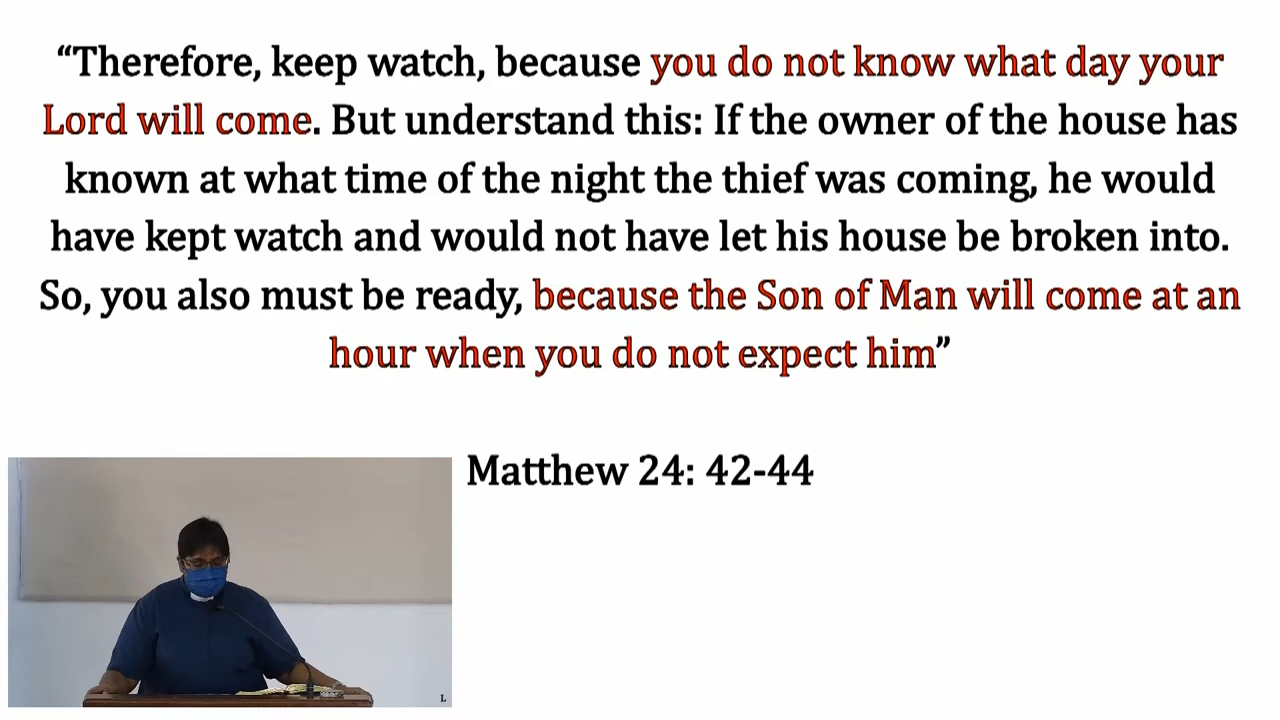 “Therefore, keep watch, because you do not know what day your
Lord will come. But understand this: If the owner of the house has
known at what time of the night the thief was coming, he would
have kept watch and would not have let his house be broken into.
So, you also must be ready, because the Son of Man will come at an
hour when you do not expect him”
Matthew 24: 42-44
L